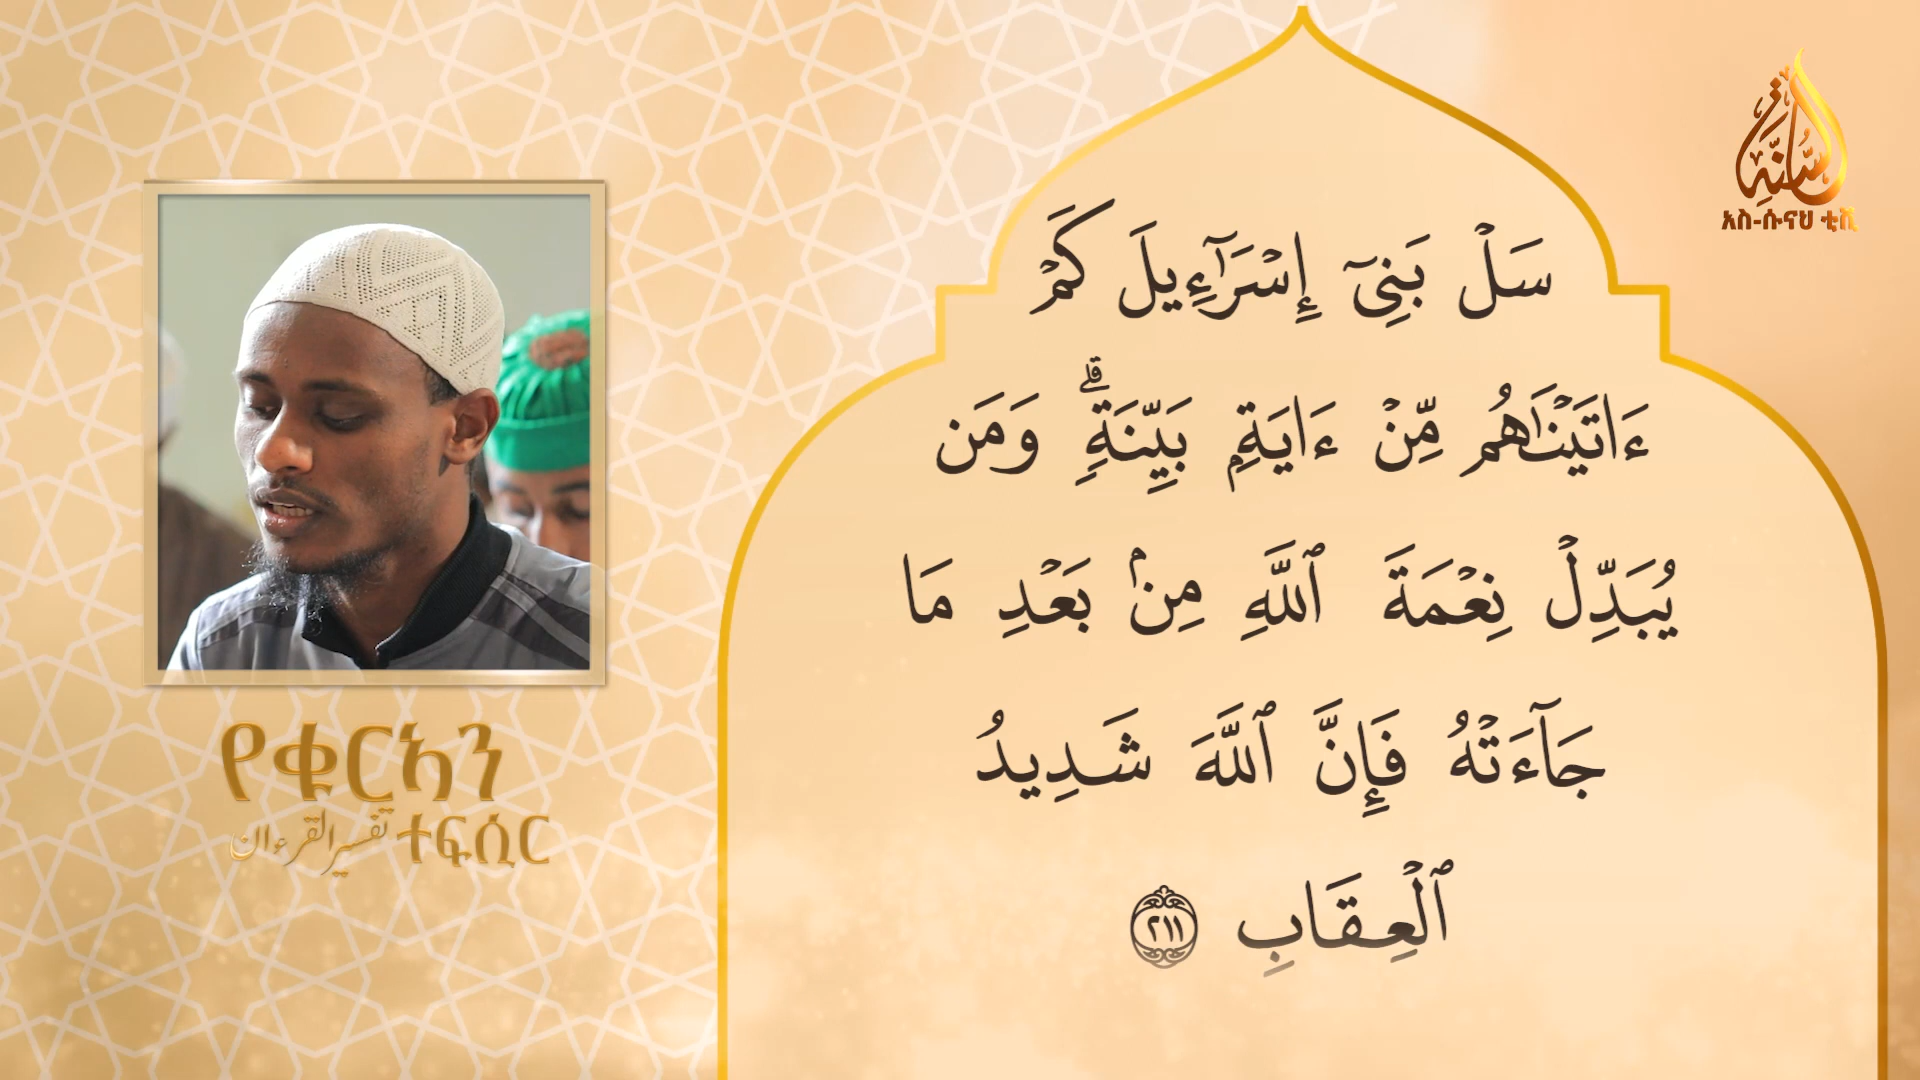 السنة
አስ-ሱናህ ቲቪ
سَلْ بَنِىٓ إِسْرَٰٓءِيلَ كَمْ
ءَاتَيْنَٰهُم مِّنْ ءَايَةٍۭ بَيِّنَةٍۗ وَمَن
يُبَدِّلْ نِعْمَةَ ٱللَّهِ مِنۢ بَعْدِ مَا
جَآءَتْهُ فَإِنَّ ٱللَّهَ شَدِيدُ
ٱلْعِقَابِ ٢١١
የቁርኣን
ተፍሲር تفسير القرءان